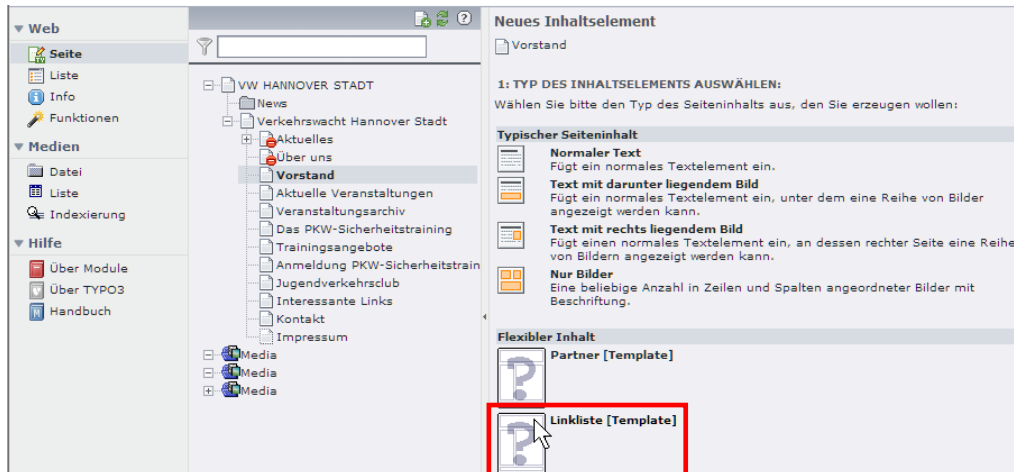 Web
Seite
Liste
Info
Funktionen
Medien
Datei
Liste
Indexierung
Hilfe
Über Module
Über TYPO3
Handbuch
VW HANNOVER STADT
News
Verkehrswacht Hannover Stadt
Aktuelles
Über uns
Vorstand
Aktuelle Veranstaltungen
Veranstaltungsarchiv
Das PKW-Sicherheitstraining
Trainingsangebote
Anmeldung PKW-Sicherheitstrain
Jugendverkehrsclub
Interessante Links
Kontakt
Impressum
Media
Media
Media
Neues Inhaltselement
Vorstand
1: TYP DES INHALTSELEMENTS AUSWÄHLEN:
Wählen Sie bitte den Typ des Seiteninhalts aus, den Sie erzeugen wollen:
Typischer Seiteninhalt
Normaler Text
Fügt ein normales Textelement ein.
Text mit darunter liegendem Bild
Fügt ein normales Textelement ein, unter dem eine Reihe von Bilder
angezeigt werden kann.
Text mit rechts liegendem Bild
Fügt einen normales Textelement ein, an dessen rechter Seite eine Reihe
von Bildern angezeigt werden kann.
Nur Bilder
Eine beliebige Anzahl in Zeilen und Spalten angeordneter Bilder mit
Beschriftung.
Flexibler Inhalt
Partner [Template]
Linkliste [Template]